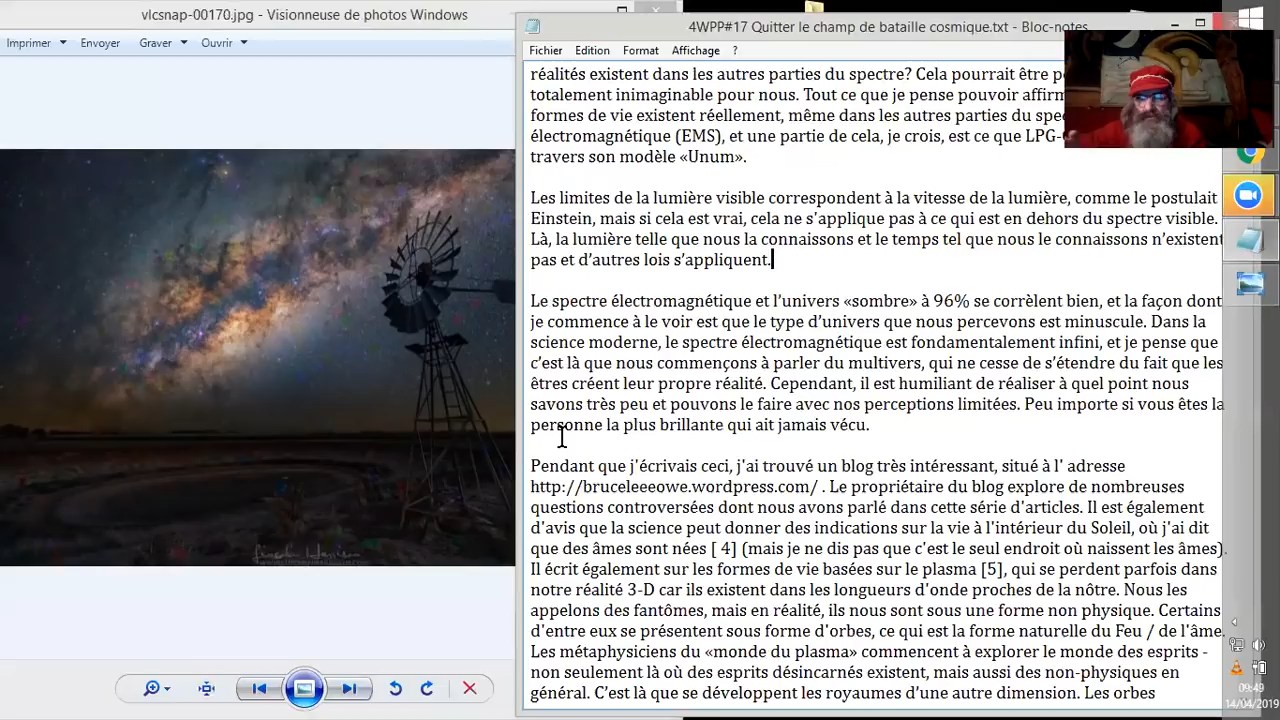 vlcsnap-00170.jpg - Visionneuse de photos Windows
Imprimer Envoyer Graver Ouvrir
4WPP#17 Quitter le champ de bataille cosmique.txt - Bloc-notes
Fichier Edition Format Affichage ?
réalités existent dans les autres parties du spectre? Cela pourrait être
totalement inimaginable pour nous. Tout ce que je pense pouvoir
formes de vie existent réellement, même dans les autres parties du
électromagnétique (EMS), et une partie de cela, je crois, est ce que
travers son modèle «Unum».
Les limites de la lumière visible correspondent à la vitesse de la lumière, comme le postulait
Einstein, mais si cela est vrai, cela ne s'applique pas à ce qui est en dehors du spectre visible.
Là, la lumière telle que nous la connaissons et le temps tel que nous le connaissons n'existent
pas et d'autres lois s'appliquent.
Le spectre électromagnétique et l'univers «sombre» à 96% se corrèlent bien, et la façon dont
je commence à le voir est que le type d'univers que nous percevons est minuscule. Dans la
science moderne, le spectre électromagnétique est fondamentalement infini, et je pense que
c'est là que nous commençons à parler du multivers, qui ne cesse de s'étendre du fait que les
êtres créent leur propre réalité. Cependant, il est humiliant de réaliser à quel point nous
savons très peu et pouvons le faire avec nos perceptions limitées. Peu importe si vous êtes la
personne la plus brillante qui ait jamais vécu.
Pendant que j'écrivais ceci, j'ai trouvé un blog très intéressant, situé à l' adresse
http://bruceleeeowe.wordpress.com/ . Le propriétaire du blog explore de nombreuses
questions controversées dont nous avons parlé dans cette série d'articles. Il est également
d'avis que la science peut donner des indications sur la vie à l'intérieur du Soleil, où j'ai dit
que des âmes sont nées [ 4] (mais je ne dis pas que c'est le seul endroit où naissent les âmes).
Il écrit également sur les formes de vie basées sur le plasma [5], qui se perdent parfois dans
notre réalité 3-D car ils existent dans les longueurs d'onde proches de la nôtre. Nous les
appelons des fantômes, mais en réalité, ils nous sont sous une forme non physique. Certains
d'entre eux se présentent sous forme d'orbes, ce qui est la forme naturelle du Feu / de l'âme.
Les métaphysiciens du «monde du plasma» commencent à explorer le monde des esprits -
non seulement là où des esprits désincarnés existent, mais aussi des non-physiques en
général. C'est là que se développent les royaumes d'une autre dimension. Les orbes
09:49
14/04/2019